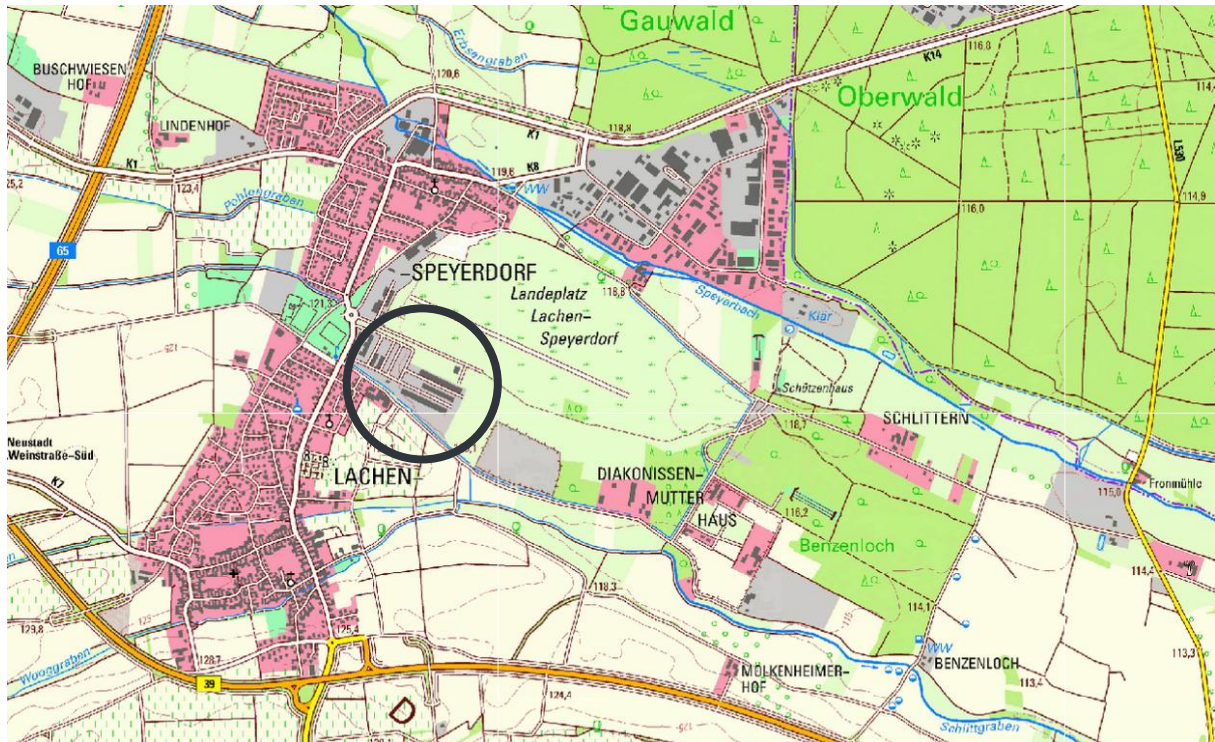 Gauwald
Erbsengraben
K14
116,8
BUSCHWIESEN
HOF
120,6
Oberwald
114,4
LINDENHOF
K1
118,8
L530
K1
K8
119,6
WW
125,2
123,4
Pohlengraben
116,0
114,9
65
SPEYERDORF
118,8
Landeplatz
Lachen-
Speyerdorf
Speyerbach
Klär
121,3
Schützenhaus
SCHLITTERN
118,7
Neustadt
Weinstraße-Süd
K7
LACHEN
DIAKONISSEN-
MUTTER
HAUS
116,2
Fronmühle
115,0
Benzenloch
114,4
118,3
114,1
129,8
125,4
WW
BENZENLOCH
Wooggraben
128,7
39
MOLKENHEIMER-
HOF
113,4
113,3
124,4
Schlittgraben